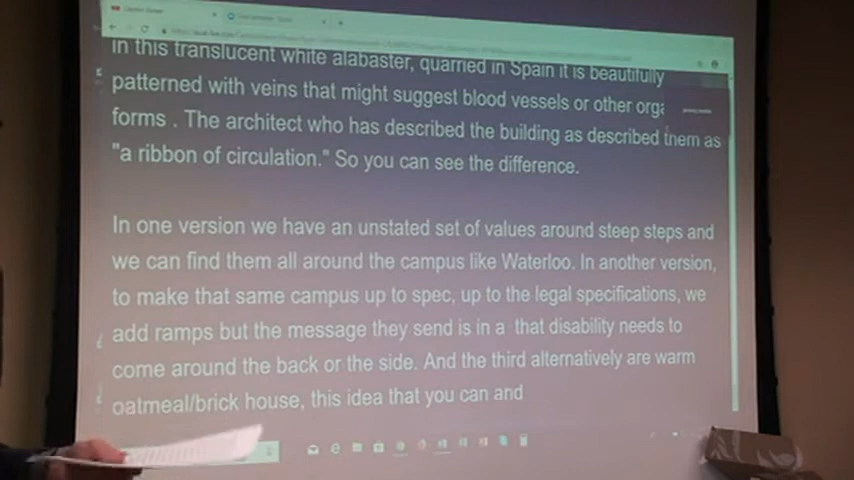 in this translucent white alabaster, quarried in Spain it is beautifully
patterned with veins that might suggest blood vessels or other orga
forms . The architect who has described the building as described them as
"a ribbon of circulation." So you can see the difference.
In one version we have an unstated set of values around steep steps and
we can find them all around the campus like Waterloo. In another version,
to make that same campus up to spec, up to the legal specifications, we
add ramps but the message they send is in a that disability needs to
come around the back or the side. And the third alternatively are warm
oatmeal/brick house, this idea that you can and